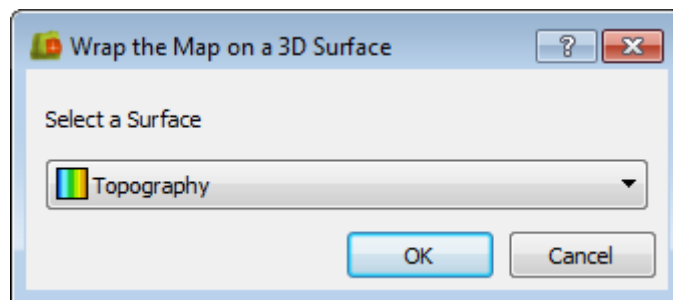 Wrap the Map on a 3D Surface
?
Select a Surface
Topography
OK Cancel